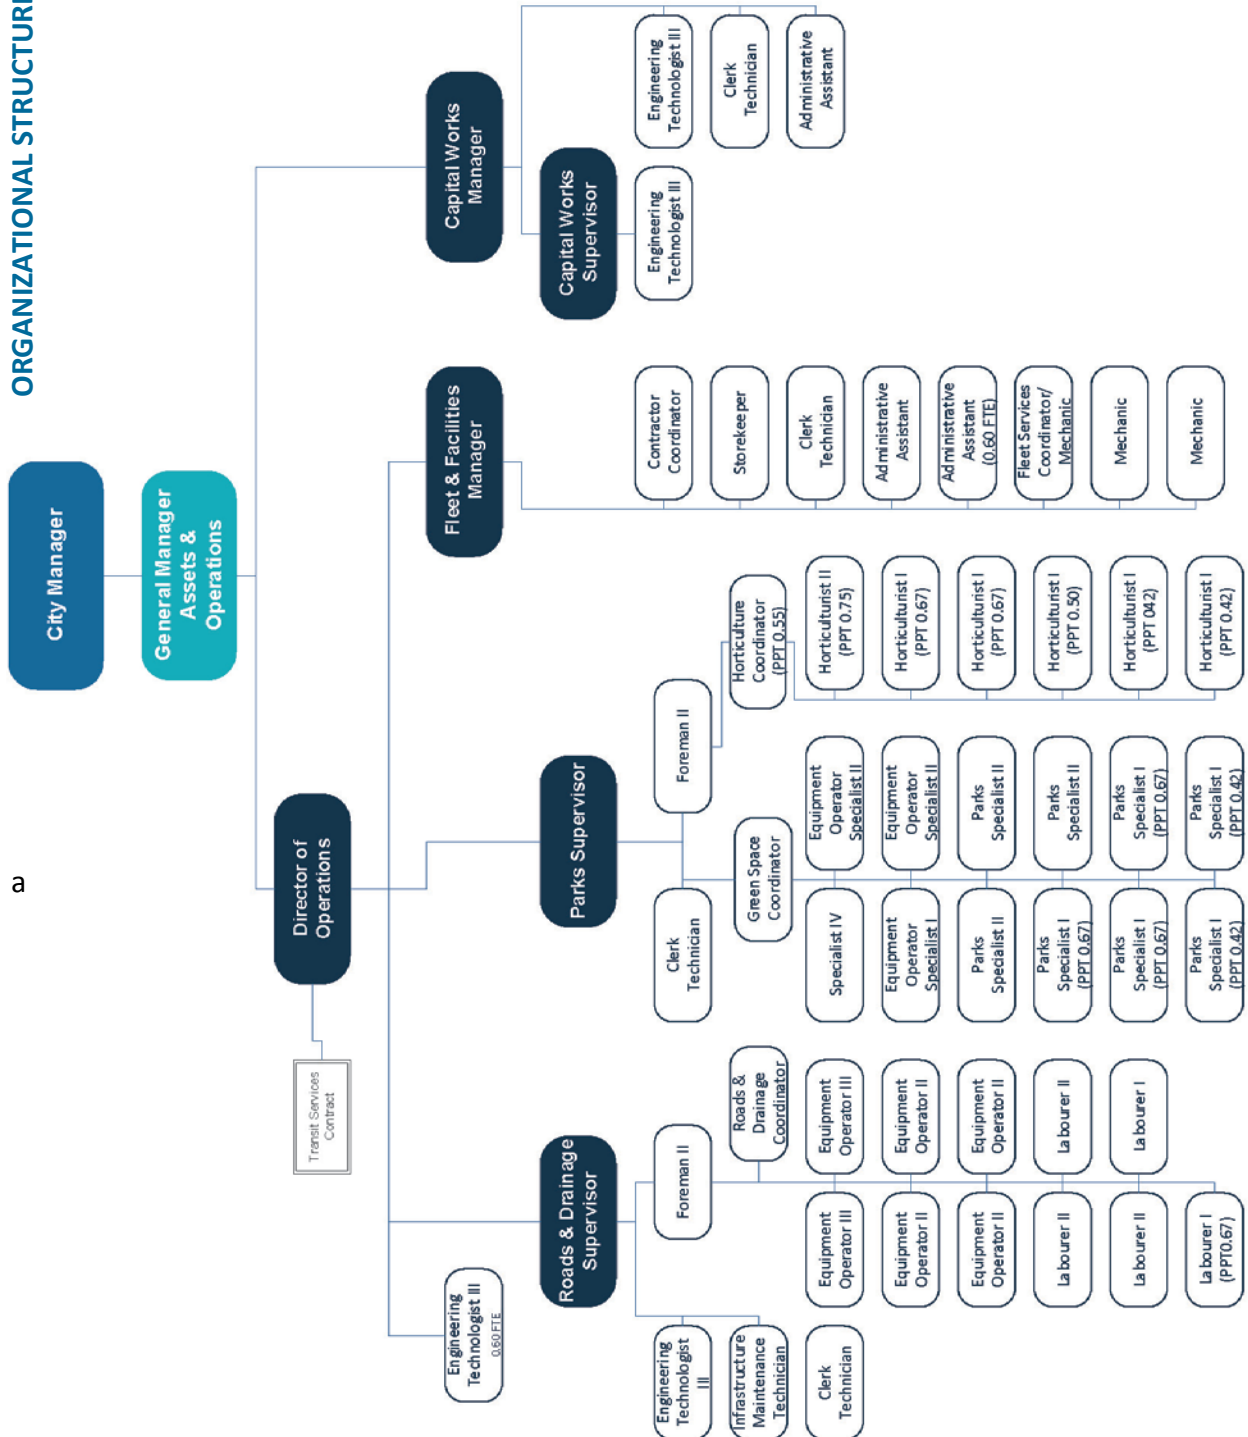 ORGANIZATIONAL STRUCTURE
a
City Manager
General Manager
Assets &
Operations
Director of
Operations
Transit Services
Contract
Capital Works
Manager
Fleet & Facilities
Manager
Engineering
Technologist III
0.60 FTE
Roads & Drainage
Supervisor
Parks Supervisor
Capital Works
Supervisor
Engineering
Technologist
III
Infrastructure
Maintenance
Technician
Clerk
Technician
Foreman II
Roads &
Drainage
Coordinator
Equipment
Operator III
Equipment
Operator III
Equipment
Operator II
Equipment
Operator II
Equipment
Operator II
Equipment
Operator II
Labourer II
Labourer II
Labourer II
Labourer I
Labourer I
(PPT0.67)
Clerk
Technician
Foreman II
Green Space
Coordinator
Specialist IV
Equipment
Operator
Specialist II
Equipment
Operator
Specialist I
Equipment
Operator
Specialist II
Parks
Specialist II
Parks
Specialist II
Parks
Specialist I
(PPT 0.67)
Parks
Specialist II
Parks
Specialist I
(PPT 0.67)
Parks
Specialist I
(PPT 0.67)
Parks
Specialist I
(PPT 0.42)
Parks
Specialist I
(PPT 0.42)
Horticulture
Coordinator
(PPT 0.55)
Horticulturist II
(PPT 0.75)
Horticulturist I
(PPT 0.67)
Horticulturist I
(PPT 0.67)
Horticulturist I
(PPT 0.50)
Horticulturist I
(PPT 042)
Horticulturist I
(PPT 0.42)
Contractor
Coordinator
Storekeeper
Clerk
Technician
Administrative
Assistant
Administrative
Assistant
(0.60 FTE)
Fleet Services
Coordinator/
Mechanic
Mechanic
Mechanic
Engineering
Technologist III
Engineering
Technologist III
Clerk
Technician
Administrative
Assistant